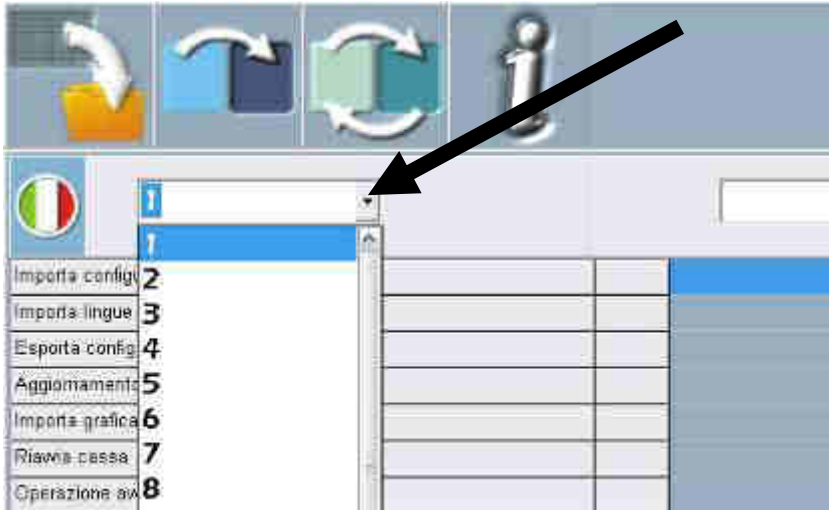 1
1
Importa config
2
Importa lingue
3
Esporta config
4
Aggiornamento
5
Importa grafica
6
Riavvia cassa
7
Operazione av
8